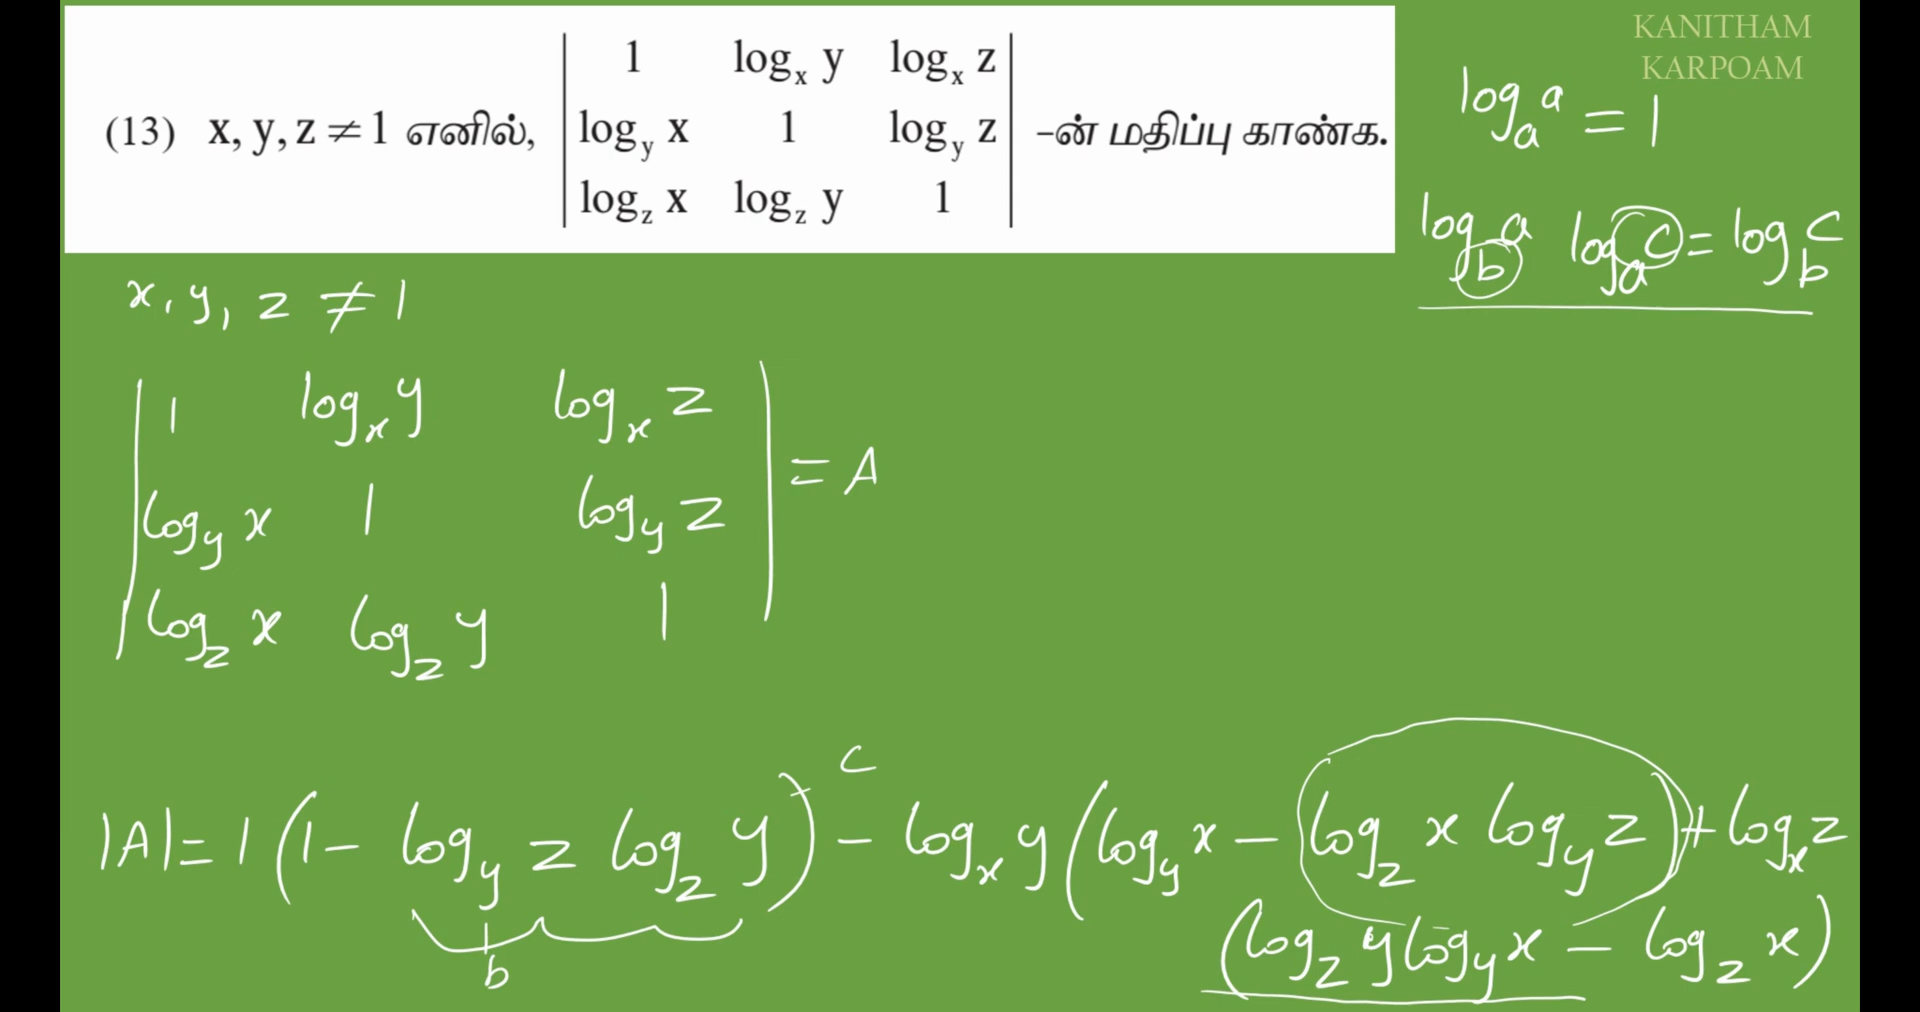 KANITHAM
KARPOAM
(13) x, y, z ≠ 1 எனில், | 1 logₓ y logₓ z |
| log_y x 1 log_y z | -ன் மதிப்பு காண்க.
| log_z x log_z y 1 |
log_a a = 1
log_b a log_a c = log_b c
x, y, z ≠ 1
| 1 log_x y log_x z |
| log_y x 1 log_y z | = A
| log_z x log_z y 1 |
|A| = 1 (1 - log_y z log_z y) - log_x y (log_y x - log_z x log_y z) + log_x z
(log_z y log_y x - log_z x)
c
b